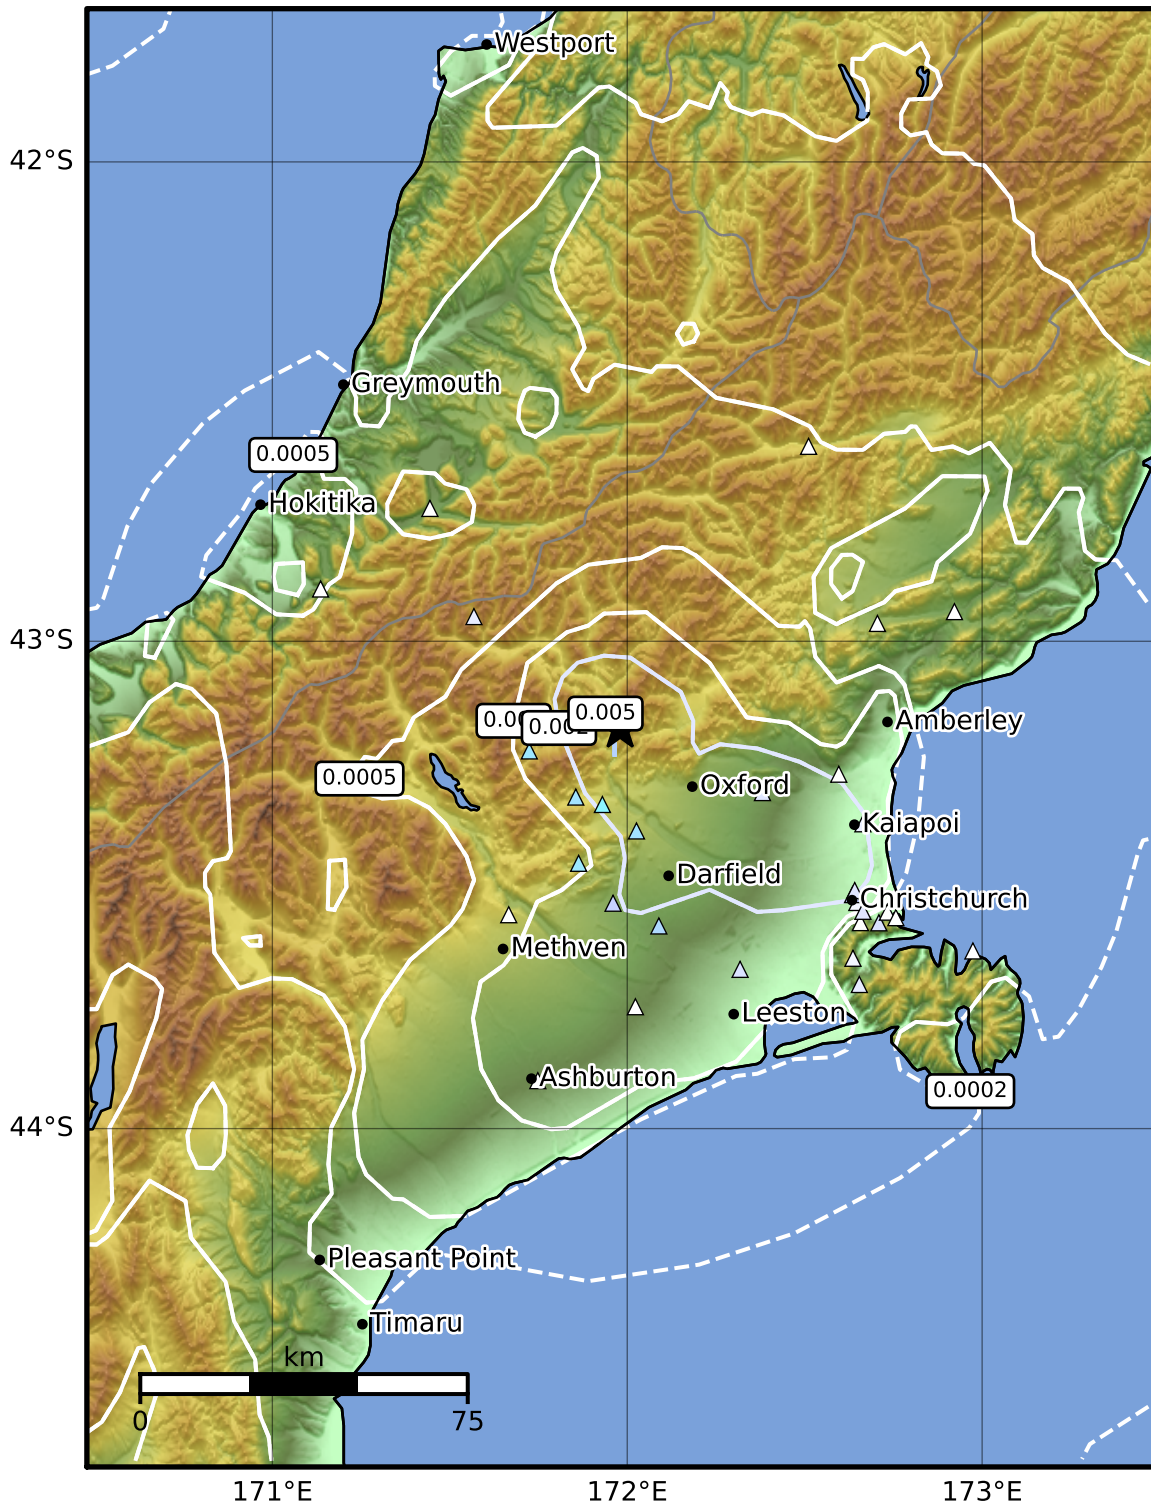 Westport
42°S
Greymouth
0.0005
Hokitika
43°S
0.005
Amberley
0.0005
Oxford
Kaiapoi
Darfield
Christchurch
Methven
Leeston
Ashburton
0.0002
44°S
Pleasant Point
Timaru
km
0 75
171°E 172°E 173°E